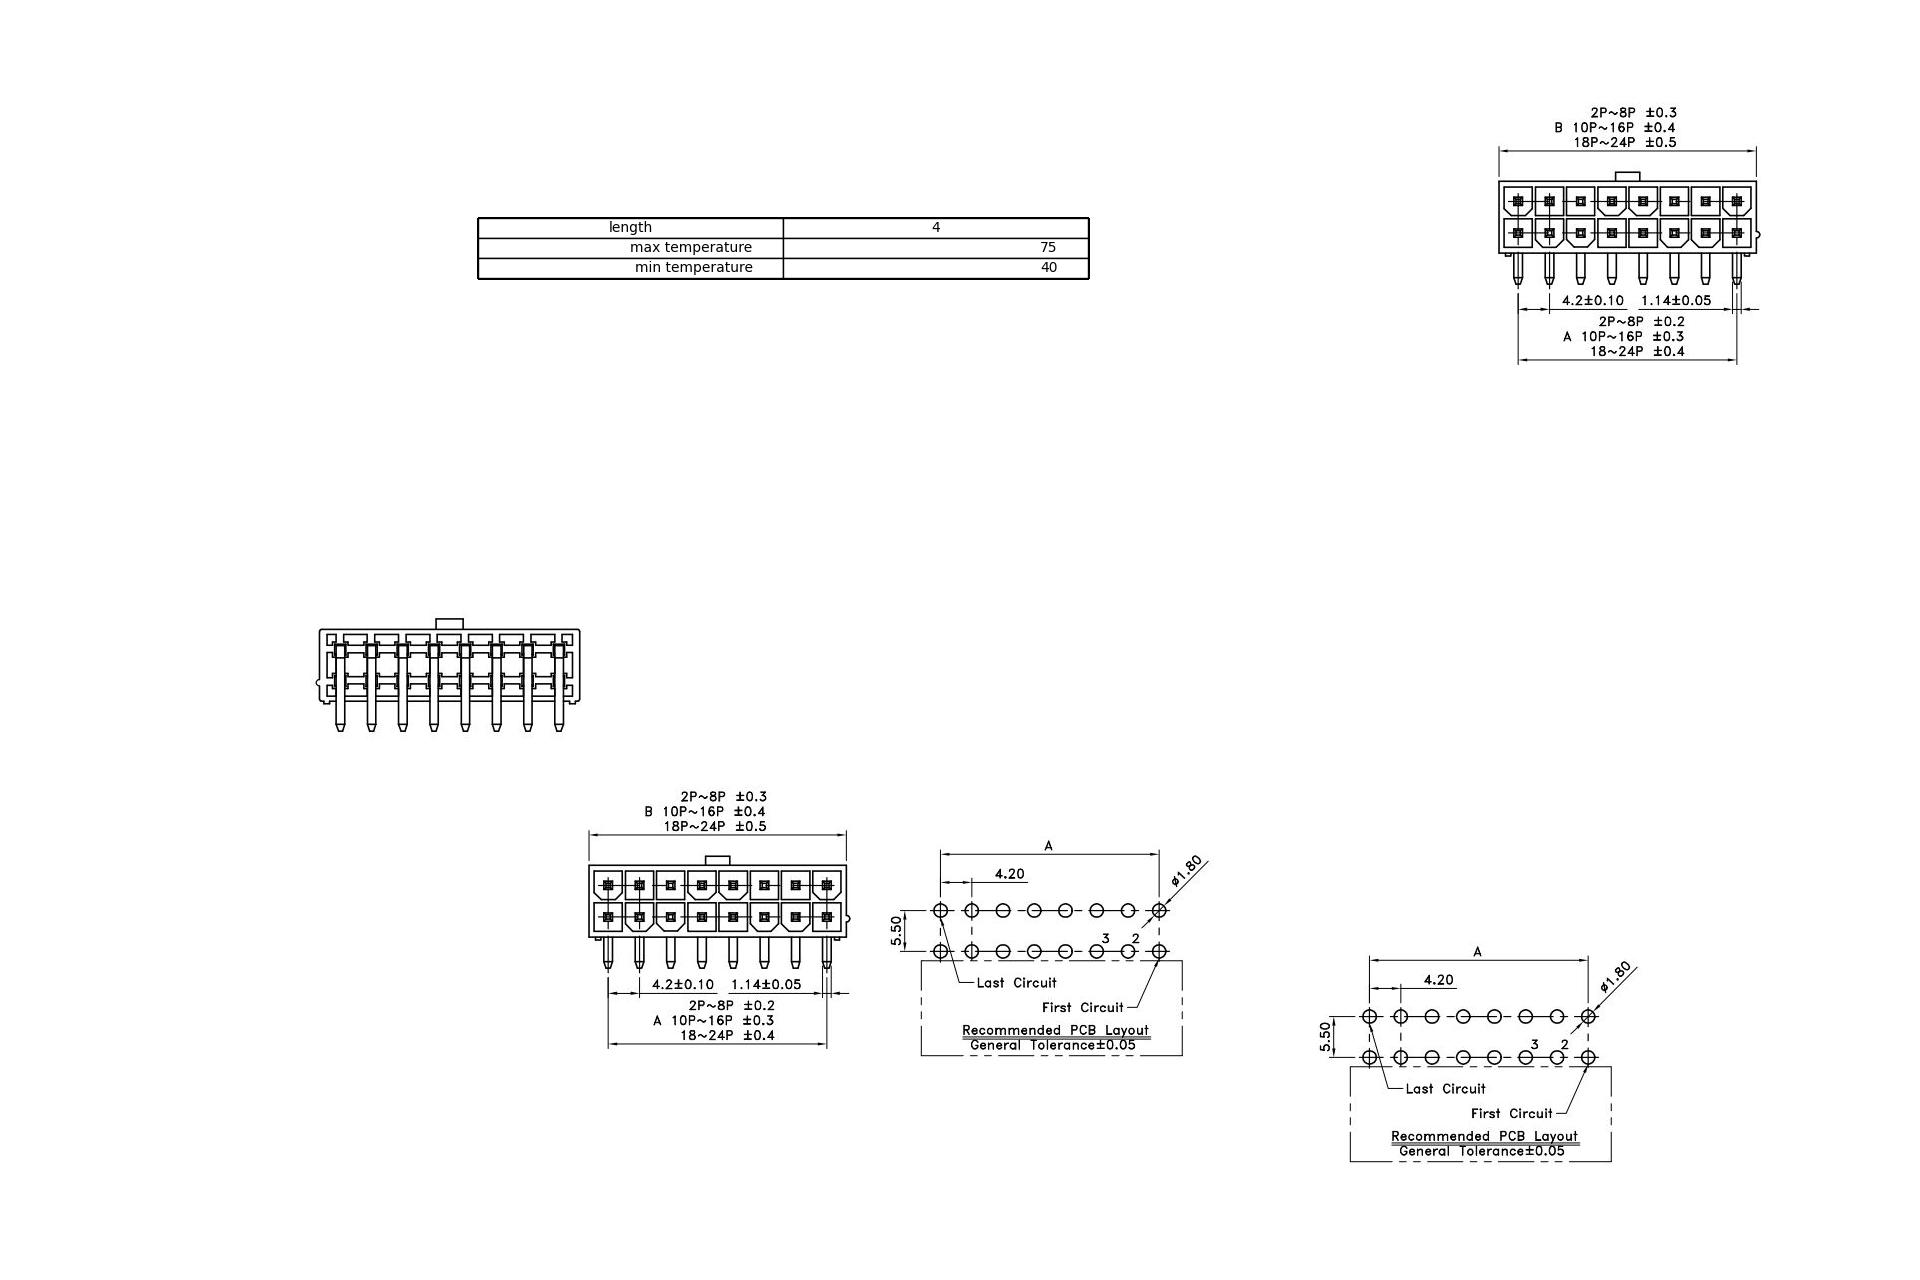 2P~8P ±0.3
B 10P~16P ±0.4
18P~24P ±0.5
length 4
max temperature 75
min temperature 40
4.2±0.10 1.14±0.05
2P~8P ±0.2
A 10P~16P ±0.3
18~24P ±0.4
2P~8P ±0.3
B 10P~16P ±0.4
18P~24P ±0.5
4.2±0.10 1.14±0.05
2P~8P ±0.2
A 10P~16P ±0.3
18~24P ±0.4
A
4.20
ø1.80
5.50
3 2
Last Circuit
First Circuit
Recommended PCB Layout
General Tolerance±0.05
A
4.20
ø1.80
5.50
3 2
Last Circuit
First Circuit
Recommended PCB Layout
General Tolerance±0.05